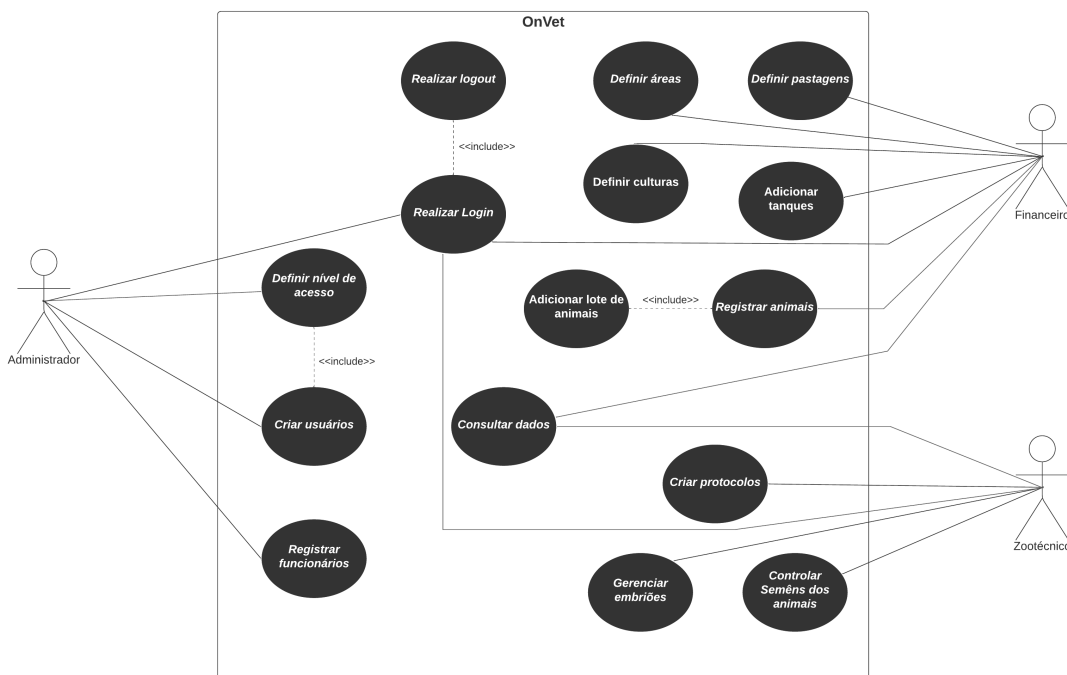 OnVet
Realizar logout
Definir áreas
Definir pastagens
<<include>>
Definir culturas
Adicionar
tanques
Realizar Login
Financeiro
Definir nível de
acesso
Adicionar lote de
animais
<<include>>
Registrar animais
Administrador
<<include>>
Criar usuários
Consultar dados
Criar protocolos
Zootécnico
Registrar
funcionários
Gerenciar
embriões
Controlar
Semêns dos
animais